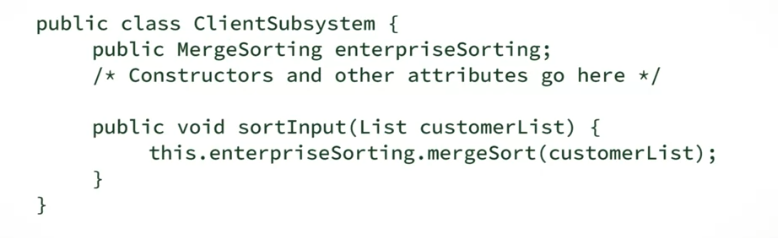 public class ClientSubsystem {
public MergeSorting enterpriseSorting;
/* Constructors and other attributes go here */
public void sortInput(List customerList) {
this.enterpriseSorting.mergeSort(customerList);
}
}